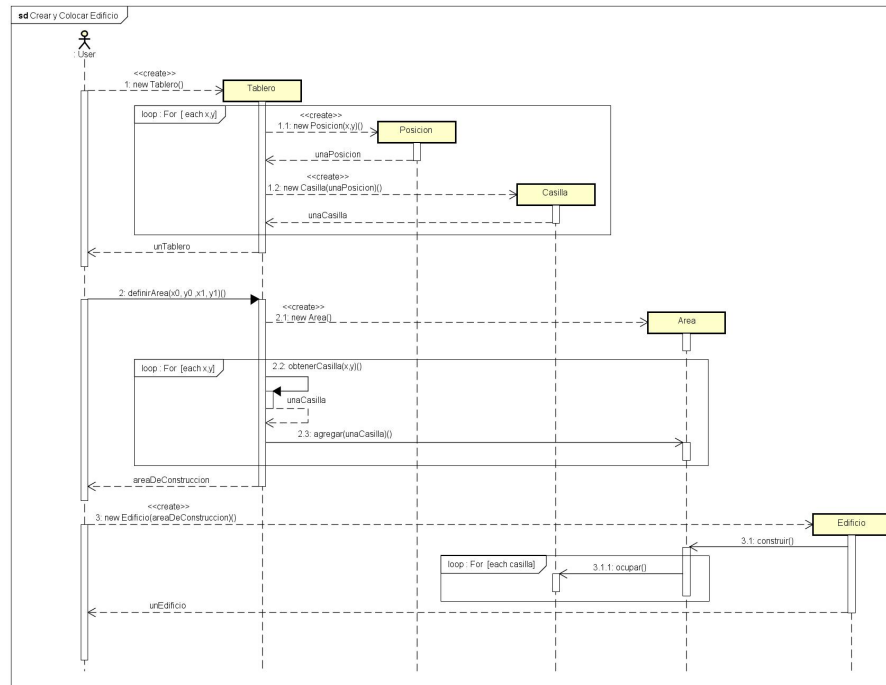 sd Crear y Colocar Edificio
: User
<<create>>
1: new Tablero()
Tablero
loop : For [ each x,y]
<<create>>
1.1: new Posicion(x,y)()
Posicion
unaPosicion
<<create>>
1.2: new Casilla(unaPosicion)()
Casilla
unaCasilla
unTablero
2: definirArea(x0, y0 ,x1, y1)()
<<create>>
2.1: new Area()
Area
loop : For [each x,y]
2.2: obtenerCasilla(x,y)()
unaCasilla
2.3: agregar(unaCasilla)()
areaDeConstruccion
<<create>>
3: new Edificio(areaDeConstruccion)()
Edificio
3.1: construir()
loop : For [each casilla]
3.1.1: ocupar()
unEdificio